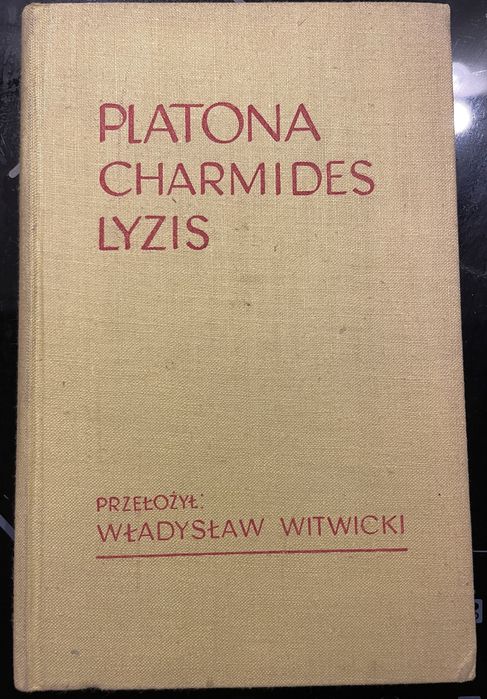 PLATONA
CHARMIDES
LYZIS
PRZEŁOŻYŁ:
WŁADYSŁAW WITWICKI